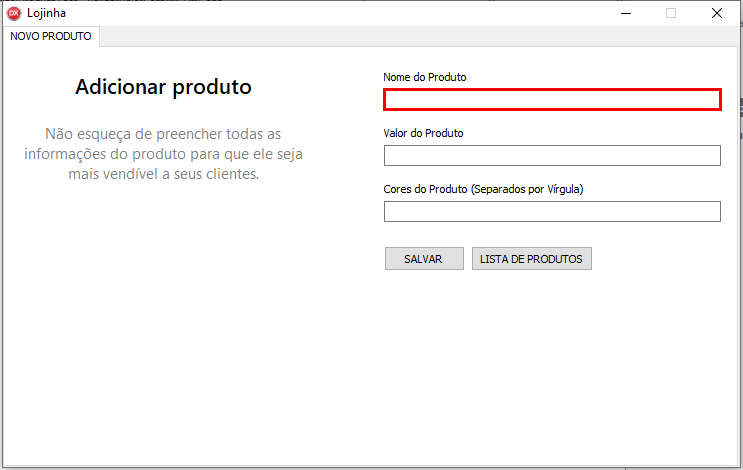 DX Lojinha
NOVO PRODUTO
Adicionar produto
Não esqueça de preencher todas as
informações do produto para que ele seja
mais vendível a seus clientes.
Nome do Produto
Valor do Produto
Cores do Produto (Separados por Vírgula)
SALVAR LISTA DE PRODUTOS